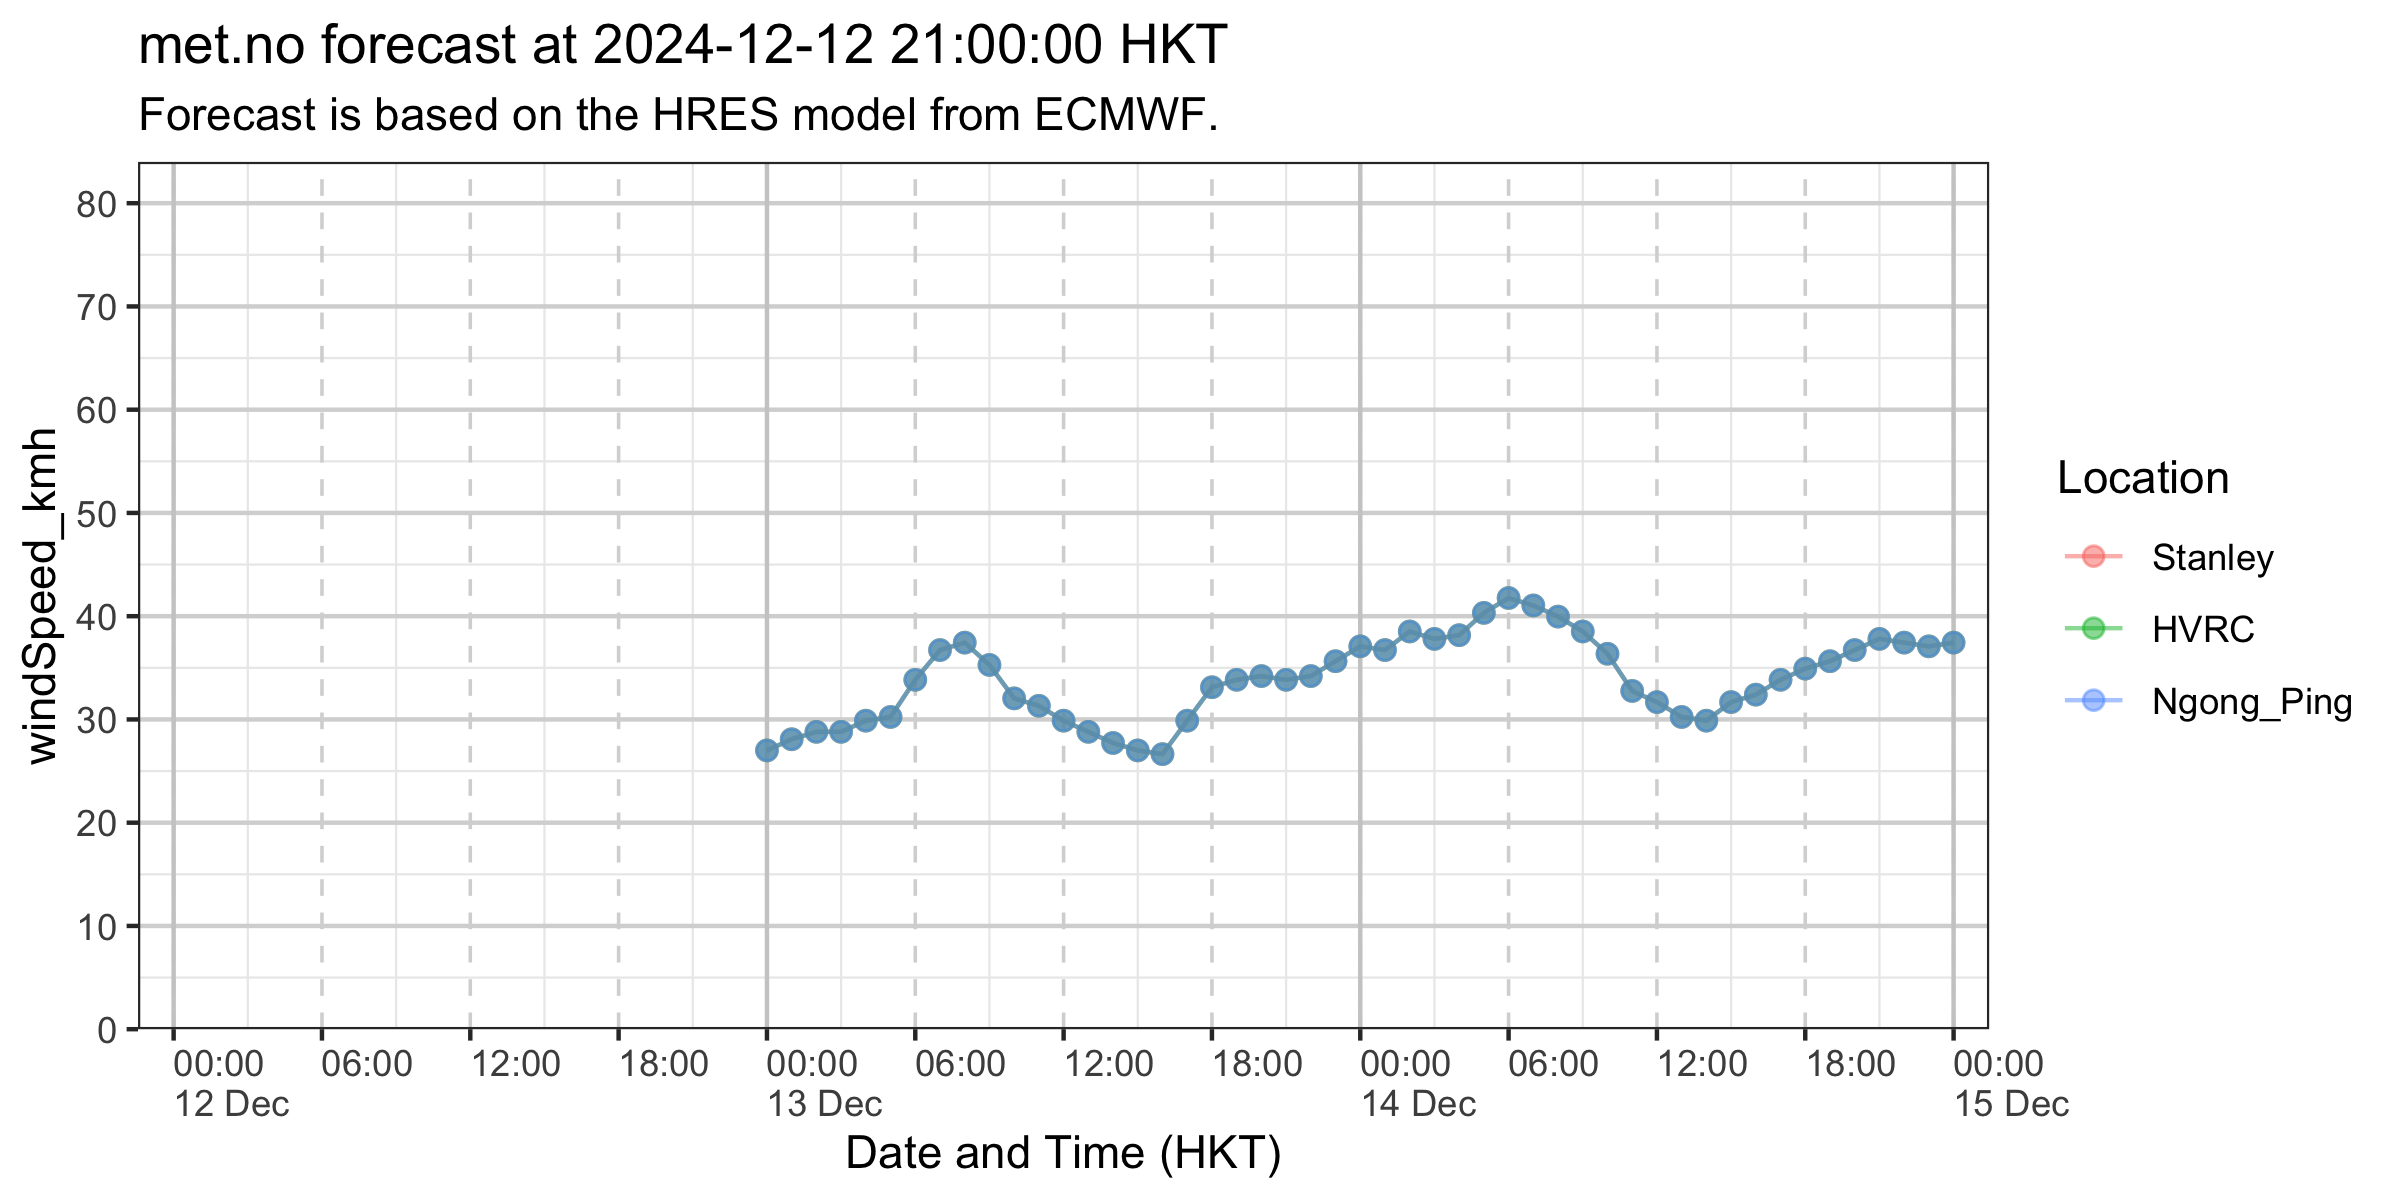 met.no forecast at 2024-12-12 21:00:00 HKT
Forecast is based on the HRES model from ECMWF.
windSpeed_kmh
80
70
60
50
40
30
20
10
0
00:00 06:00 12:00 18:00 00:00 06:00 12:00 18:00 00:00 06:00 12:00 18:00 00:00
12 Dec 13 Dec 14 Dec 15 Dec
Date and Time (HKT)
Location
Stanley
HVRC
Ngong_Ping